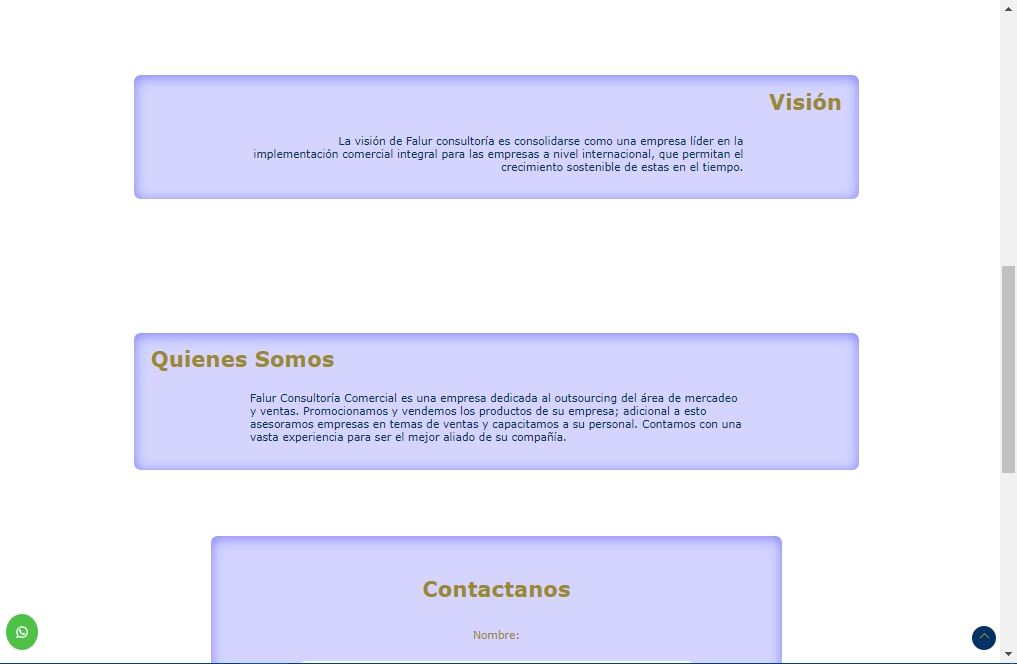 Visión
La visión de Falur consultoría es consolidarse como una empresa líder en la
implementación comercial integral para las empresas a nivel internacional, que permitan el
crecimiento sostenible de estas en el tiempo.
Quienes Somos
Falur Consultoría Comercial es una empresa dedicada al outsourcing del área de mercadeo
y ventas. Promocionamos y vendemos los productos de su empresa; adicional a esto
asesoramos empresas en temas de ventas y capacitamos a su personal. Contamos con una
vasta experiencia para ser el mejor aliado de su compañía.
Contactanos
Nombre: